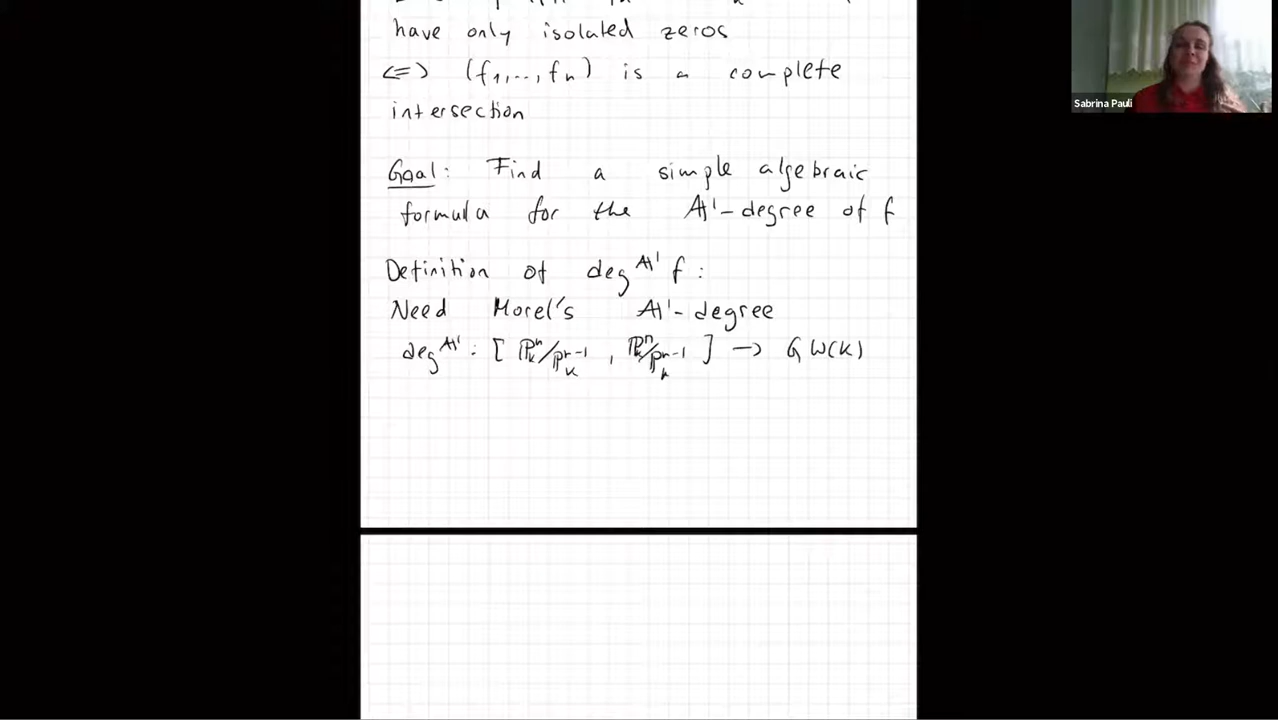 have only isolated zeros
<=> (f₁,..,fₙ) is a complete
intersection
Goal: Find a simple algebraic
formula for the A¹-degree of f
Definition of deg^A¹ f :
Need Morel's A¹-degree
deg^A¹ : [ ℙⁿₖ/ℙⁿ⁻¹ₖ , ℙⁿₖ/ℙⁿ⁻¹ₖ ] → GW(k)
Sabrina Pauli